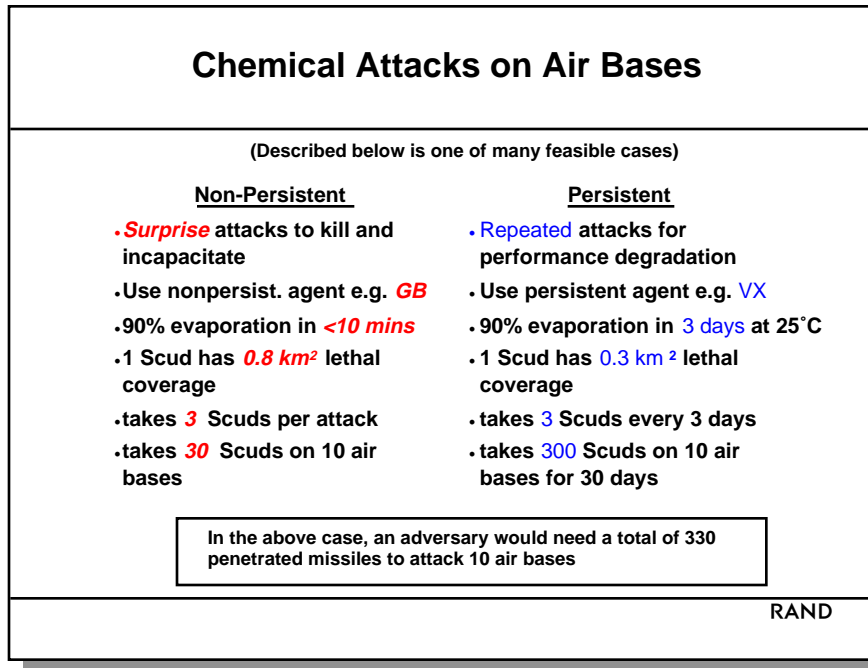 Chemical Attacks on Air Bases
(Described below is one of many feasible cases)
Non-Persistent
• Surprise attacks to kill and
incapacitate
• Use nonpersist. agent e.g. GB
• 90% evaporation in <10 mins
• 1 Scud has 0.8 km² lethal
coverage
• takes 3 Scuds per attack
• takes 30 Scuds on 10 air
bases
Persistent
• Repeated attacks for
performance degradation
• Use persistent agent e.g. VX
• 90% evaporation in 3 days at 25˚C
• 1 Scud has 0.3 km ² lethal
coverage
• takes 3 Scuds every 3 days
• takes 300 Scuds on 10 air
bases for 30 days
In the above case, an adversary would need a total of 330
penetrated missiles to attack 10 air bases
RAND